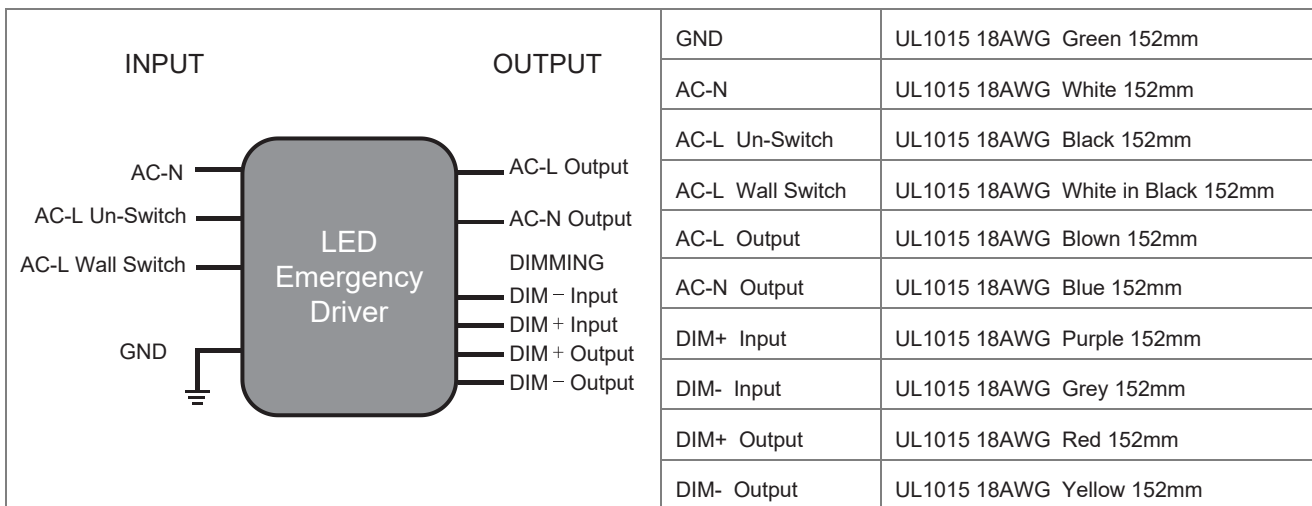 INPUT
OUTPUT
AC-N
AC-L Un-Switch
AC-L Wall Switch
GND
LED
Emergency
Driver
AC-L Output
AC-N Output
DIMMING
DIM − Input
DIM + Input
DIM + Output
DIM − Output
GND UL1015 18AWG Green 152mm
AC-N UL1015 18AWG White 152mm
AC-L Un-Switch UL1015 18AWG Black 152mm
AC-L Wall Switch UL1015 18AWG White in Black 152mm
AC-L Output UL1015 18AWG Blown 152mm
AC-N Output UL1015 18AWG Blue 152mm
DIM+ Input UL1015 18AWG Purple 152mm
DIM- Input UL1015 18AWG Grey 152mm
DIM+ Output UL1015 18AWG Red 152mm
DIM- Output UL1015 18AWG Yellow 152mm